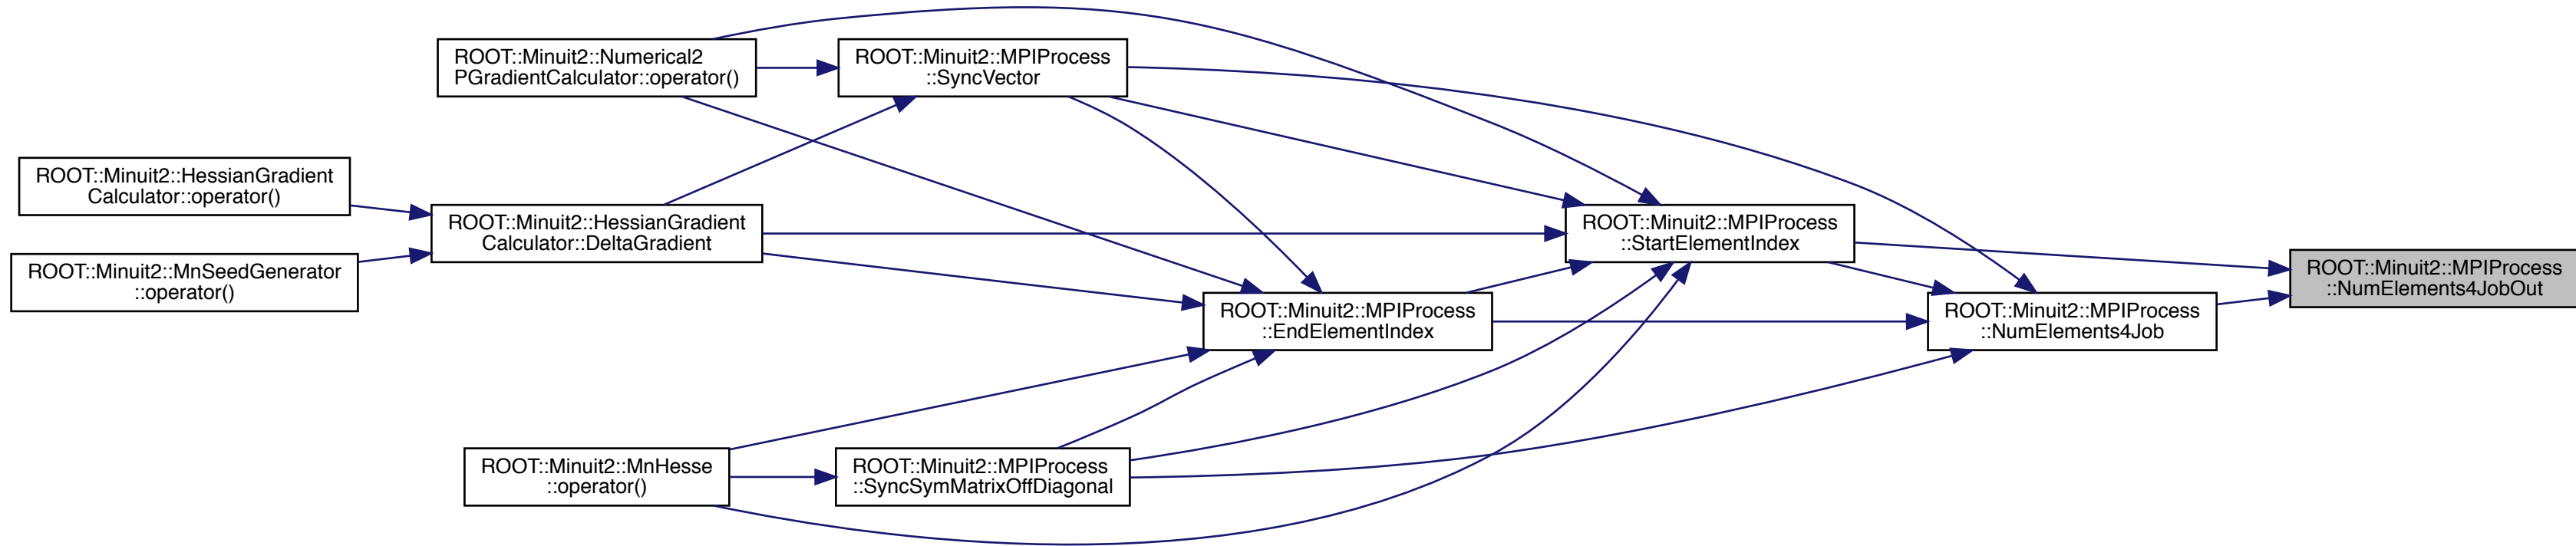 ROOT::Minuit2::Numerical2
PGradientCalculator::operator()
ROOT::Minuit2::MPIProcess
::SyncVector
ROOT::Minuit2::HessianGradient
Calculator::operator()
ROOT::Minuit2::HessianGradient
Calculator::DeltaGradient
ROOT::Minuit2::MPIProcess
::StartElementIndex
ROOT::Minuit2::MnSeedGenerator
::operator()
ROOT::Minuit2::MPIProcess
::NumElements4JobOut
ROOT::Minuit2::MPIProcess
::EndElementIndex
ROOT::Minuit2::MPIProcess
::NumElements4Job
ROOT::Minuit2::MnHesse
::operator()
ROOT::Minuit2::MPIProcess
::SyncSymMatrixOffDiagonal